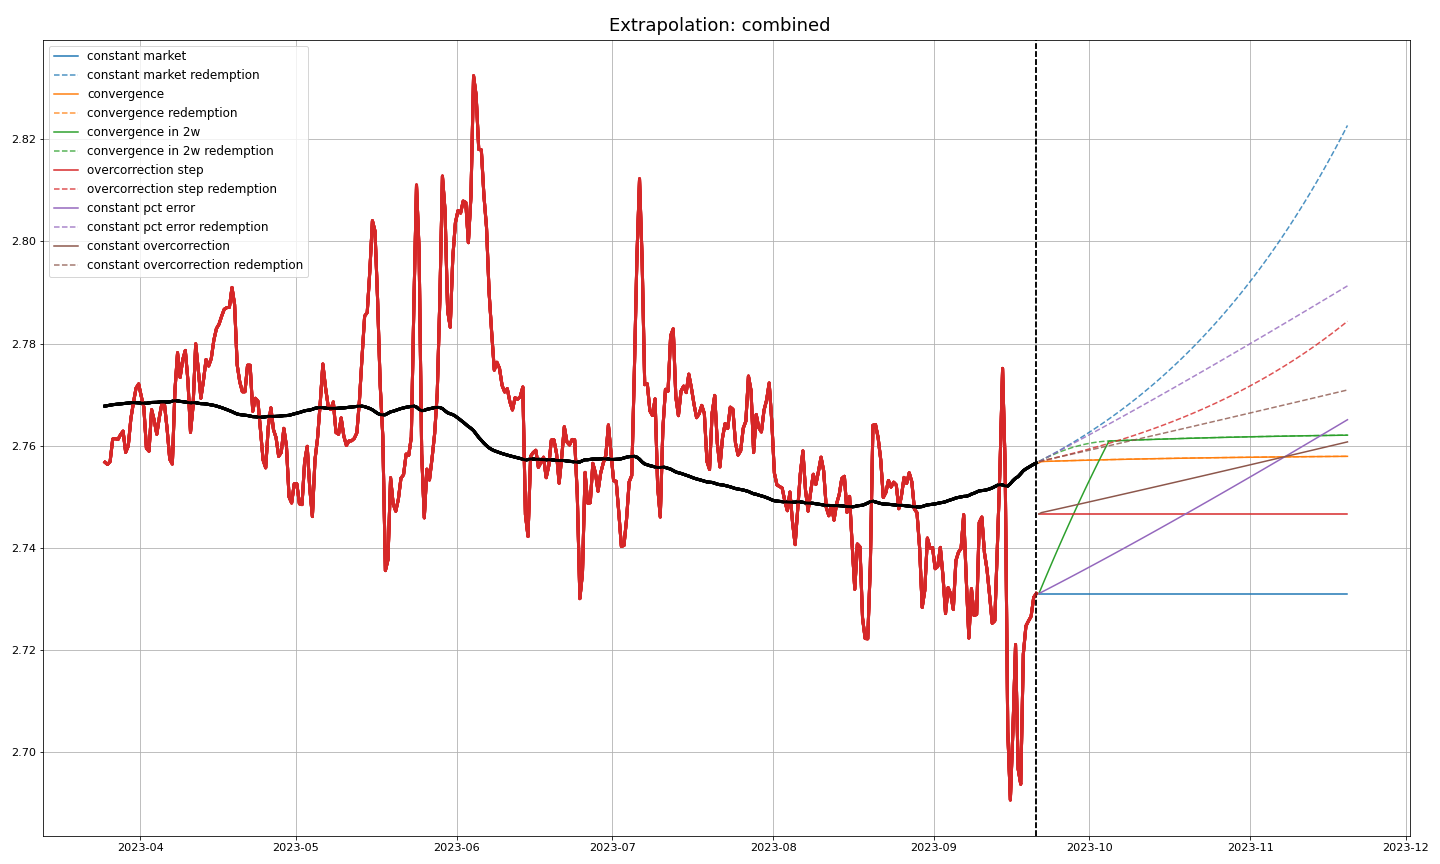 Extrapolation: combined
constant market
constant market redemption
convergence
convergence redemption
convergence in 2w
convergence in 2w redemption
overcorrection step
overcorrection step redemption
constant pct error
constant pct error redemption
constant overcorrection
constant overcorrection redemption
2.82
2.80
2.78
2.76
2.74
2.72
2.70
2023-04 2023-05 2023-06 2023-07 2023-08 2023-09 2023-10 2023-11 2023-12